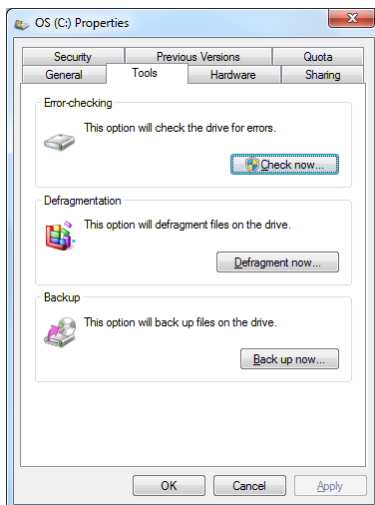 OS (C:) Properties
Security Previous Versions Quota
General Tools Hardware Sharing
Error-checking
This option will check the drive for errors.
Check now...
Defragmentation
This option will defragment files on the drive.
Defragment now...
Backup
This option will back up files on the drive.
Back up now...
OK Cancel Apply